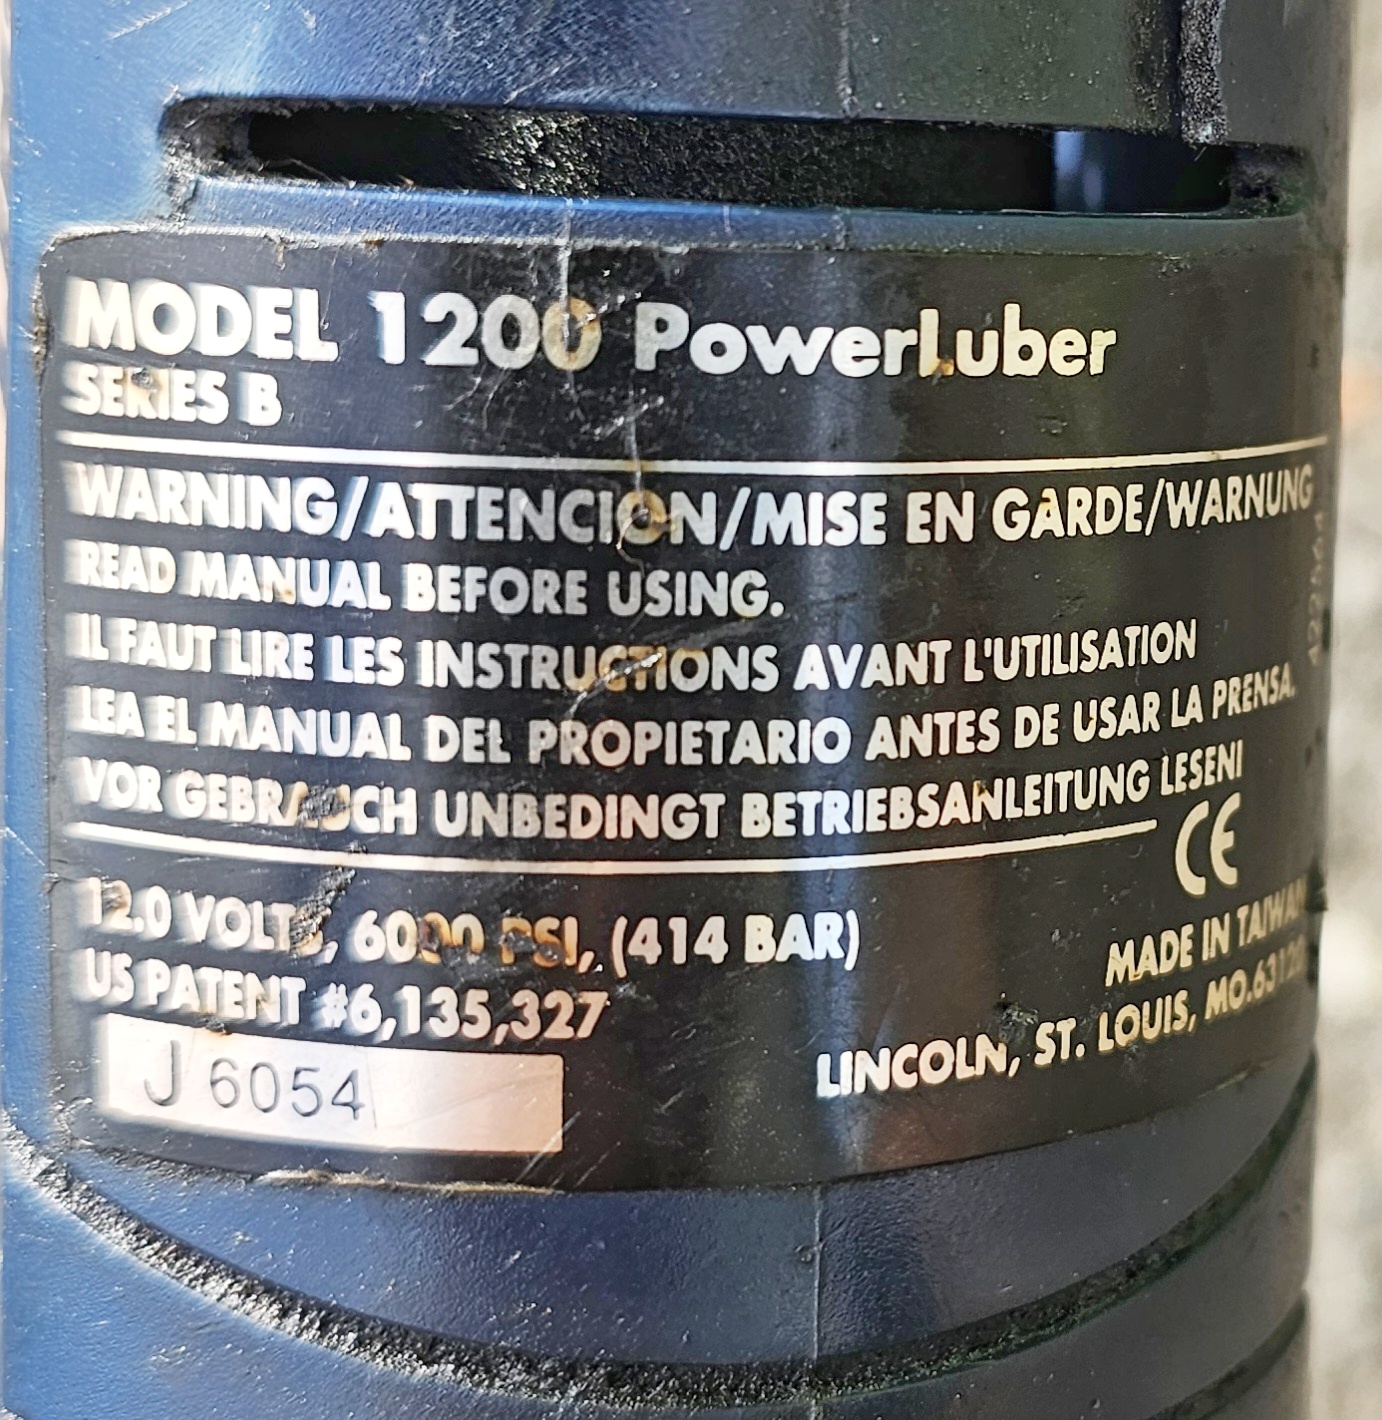 MODEL 1200 PowerLuber
SERIES B
WARNING/ATTENCION/MISE EN GARDE/WARNUNG
READ MANUAL BEFORE USING.
IL FAUT LIRE LES INSTRUCTIONS AVANT L'UTILISATION
LEA EL MANUAL DEL PROPIETARIO ANTES DE USAR LA PRENSA.
VOR GEBRAUCH UNBEDINGT BETRIEBSANLEITUNG LESENI
CE
12.0 VOLTS, 6000 PSI, (414 BAR)
MADE IN TAIWAN
US PATENT #6,135,327
LINCOLN, ST. LOUIS, MO.63120
J 6054